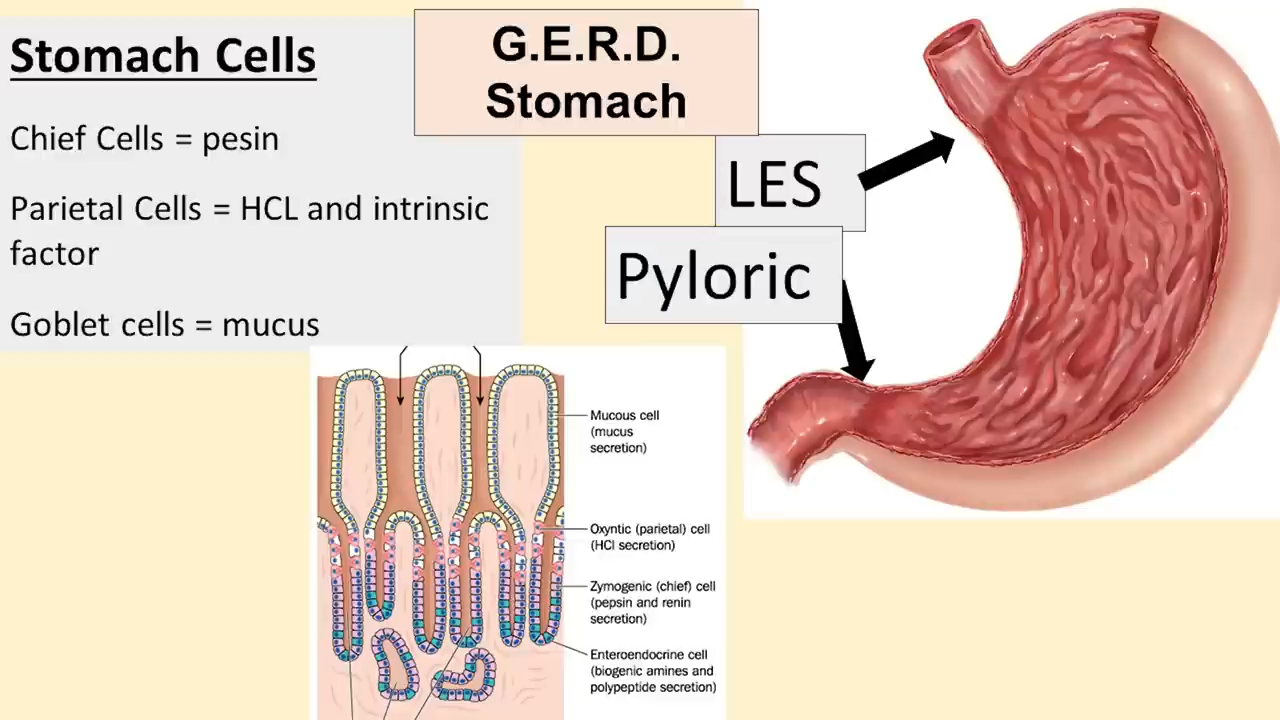 Stomach Cells
Chief Cells = pesin
Parietal Cells = HCL and intrinsic
factor
Goblet cells = mucus
G.E.R.D.
Stomach
LES
Pyloric
Mucous cell
(mucus
secretion)
Oxyntic (parietal) cell
(HCl secretion)
Zymogenic (chief) cell
(pepsin and renin
secretion)
Enteroendocrine cell
(biogenic amines and
polypeptide secretion)